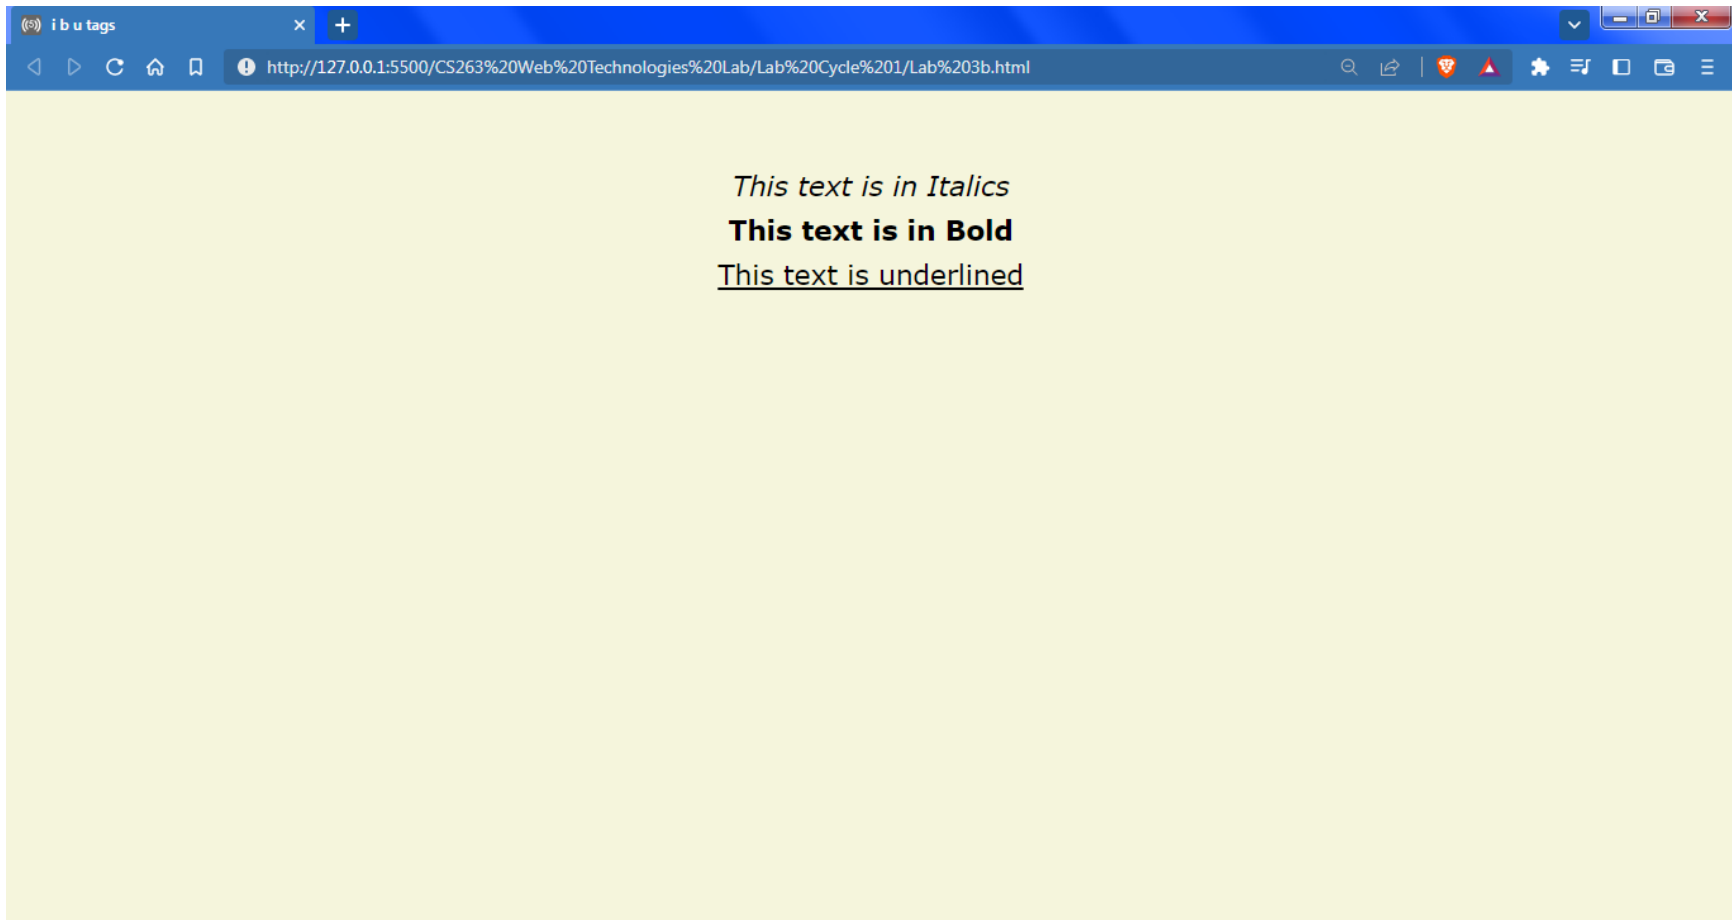 i b u tags
http://127.0.0.1:5500/CS263%20Web%20Technologies%20Lab/Lab%20Cycle%201/Lab%203b.html
This text is in Italics
This text is in Bold
This text is underlined